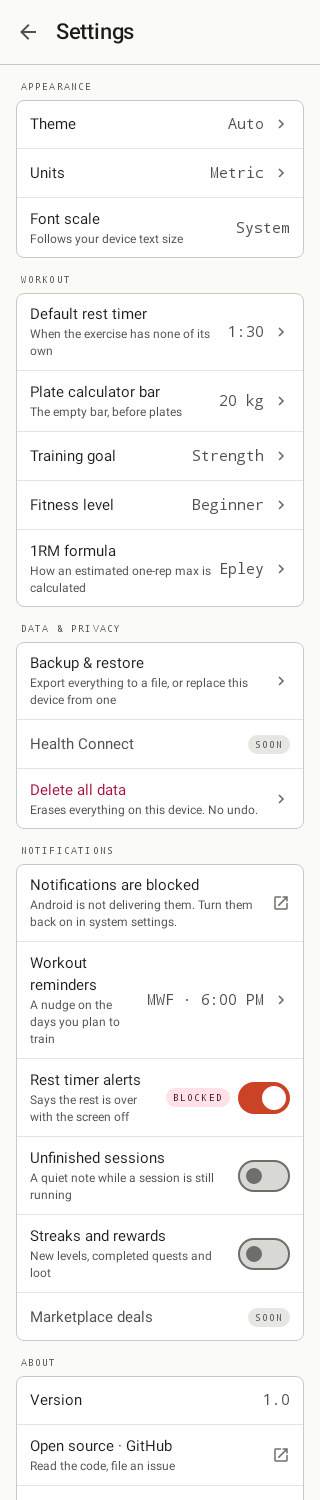 Settings
APPEARANCE
Theme
Auto
Units
Metric
Font scale
Follows your device text size
System
WORKOUT
Default rest timer
When the exercise has none of its
own
1:30
Plate calculator bar
The empty bar, before plates
20 kg
Training goal
Strength
Fitness level
Beginner
1RM formula
How an estimated one-rep max is
calculated
Epley
DATA & PRIVACY
Backup & restore
Export everything to a file, or replace this
device from one
Health Connect
SOON
Delete all data
Erases everything on this device. No undo.
NOTIFICATIONS
Notifications are blocked
Android is not delivering them. Turn them
back on in system settings.
Workout
reminders
A nudge on the
days you plan to
train
MWF · 6:00 PM
Rest timer alerts
Says the rest is over
with the screen off
BLOCKED
Unfinished sessions
A quiet note while a session is still
running
Streaks and rewards
New levels, completed quests and
loot
Marketplace deals
SOON
ABOUT
Version
1.0
Open source · GitHub
Read the code, file an issue